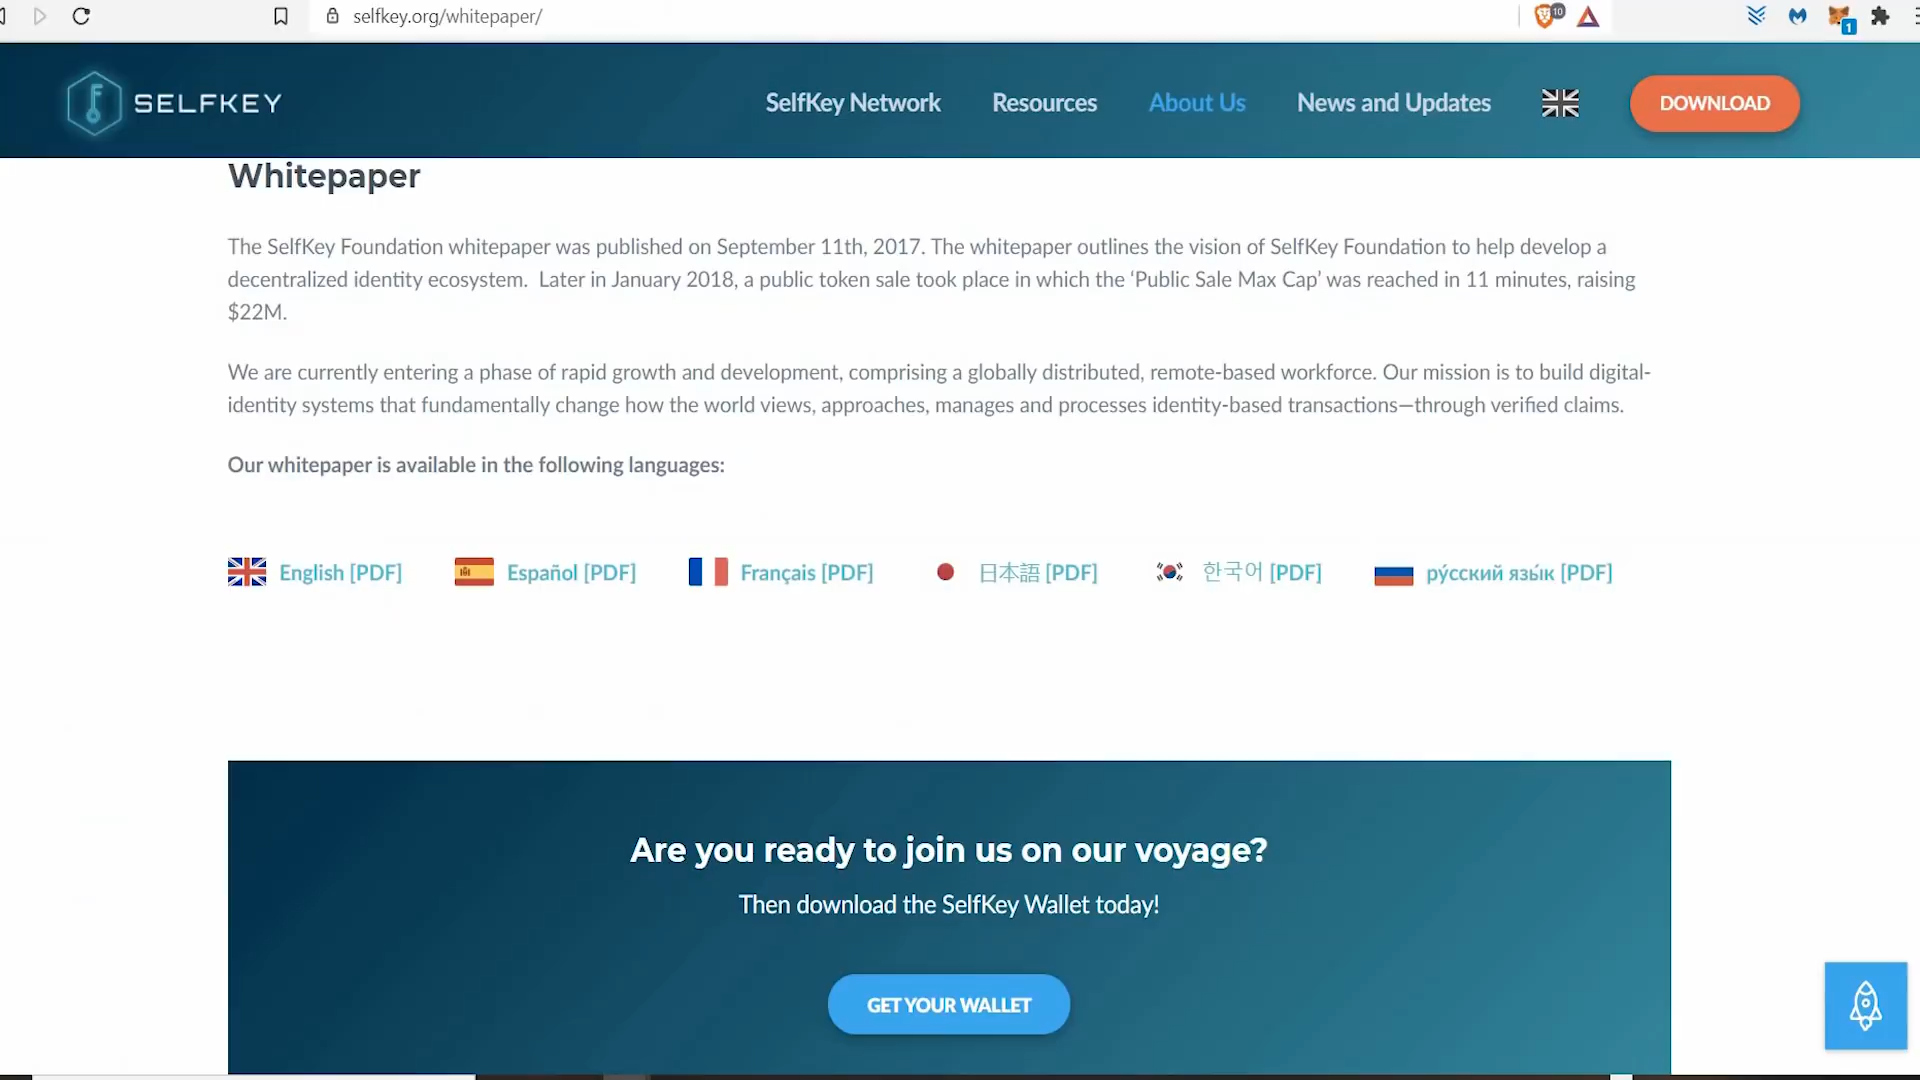 selfkey.org/whitepaper/
10
1
SELFKEY
SelfKey Network
Resources
About Us
News and Updates
DOWNLOAD
Whitepaper
The SelfKey Foundation whitepaper was published on September 11th, 2017. The whitepaper outlines the vision of SelfKey Foundation to help develop a
decentralized identity ecosystem.  Later in January 2018, a public token sale took place in which the ‘Public Sale Max Cap’ was reached in 11 minutes, raising
$22M.
We are currently entering a phase of rapid growth and development, comprising a globally distributed, remote-based workforce. Our mission is to build digital-
identity systems that fundamentally change how the world views, approaches, manages and processes identity-based transactions—through verified claims.
Our whitepaper is available in the following languages:
English [PDF]
Español [PDF]
Français [PDF]
日本語 [PDF]
한국어 [PDF]
ру́сский язы́к [PDF]
Are you ready to join us on our voyage?
Then download the SelfKey Wallet today!
GET YOUR WALLET